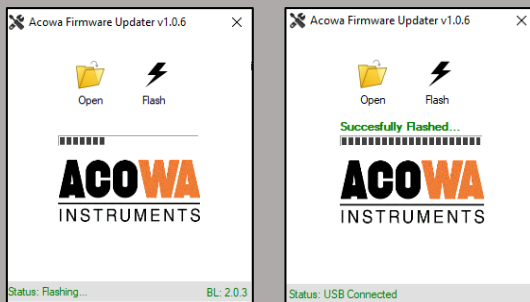 Acowa Firmware Updater v1.0.6
Open Flash
ACOWA
INSTRUMENTS
Status: Flashing... BL: 2.0.3
Acowa Firmware Updater v1.0.6
Open Flash
Succesfully Flashed...
ACOWA
INSTRUMENTS
Status: USB Connected